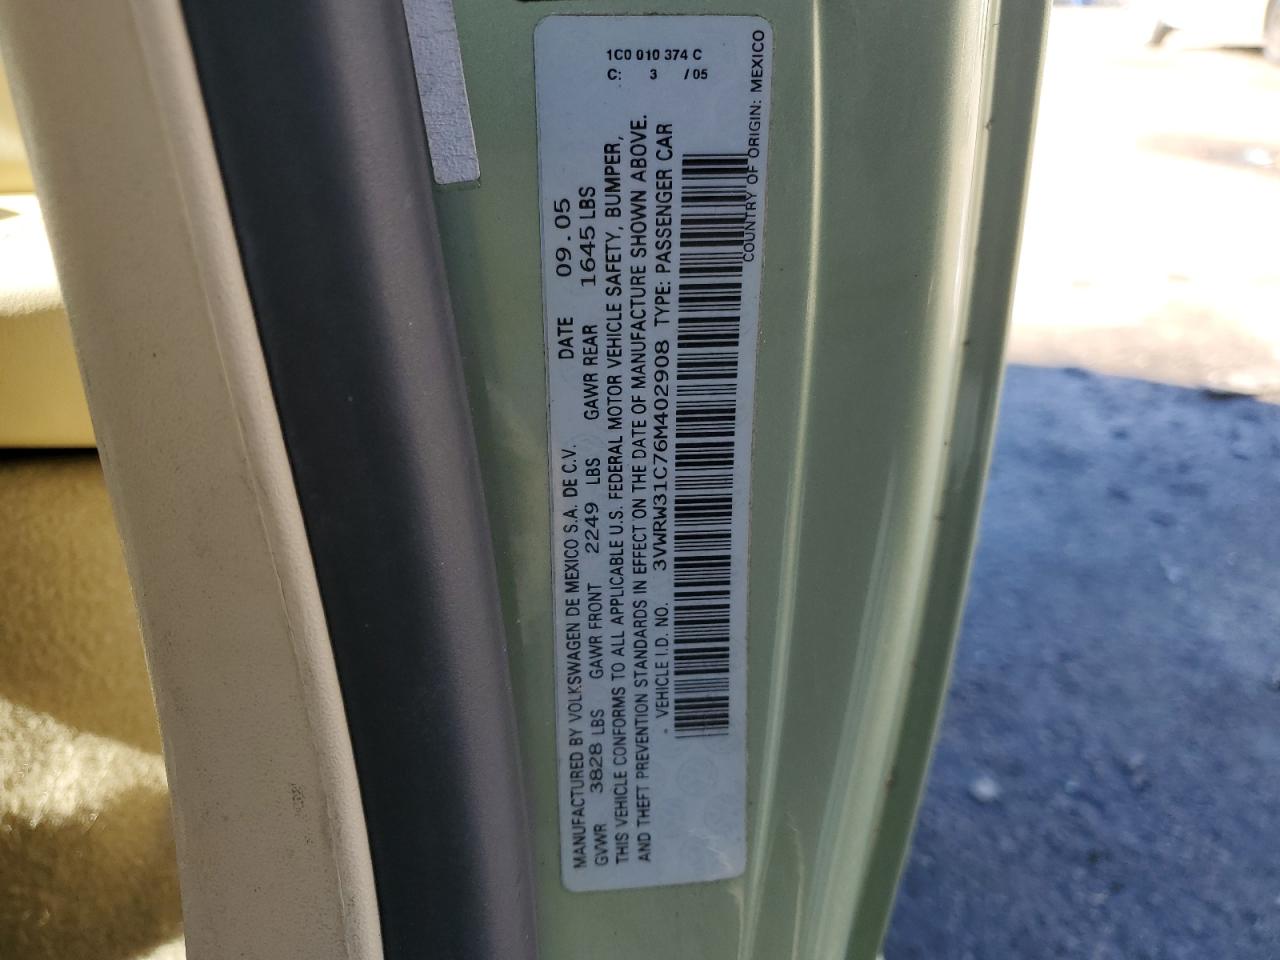 1C0 010 374 C
C: 3 /05
MANUFACTURED BY VOLKSWAGEN DE MEXICO S.A. DE C.V. DATE 09.05
GVWR 3828 LBS GAWR FRONT 2249 LBS GAWR REAR 1645 LBS
THIS VEHICLE CONFORMS TO ALL APPLICABLE U.S. FEDERAL MOTOR VEHICLE SAFETY, BUMPER,
AND THEFT PREVENTION STANDARDS IN EFFECT ON THE DATE OF MANUFACTURE SHOWN ABOVE.
- VEHICLE I.D. NO. 3VWRW31C76M402908 TYPE: PASSENGER CAR
COUNTRY OF ORIGIN: MEXICO